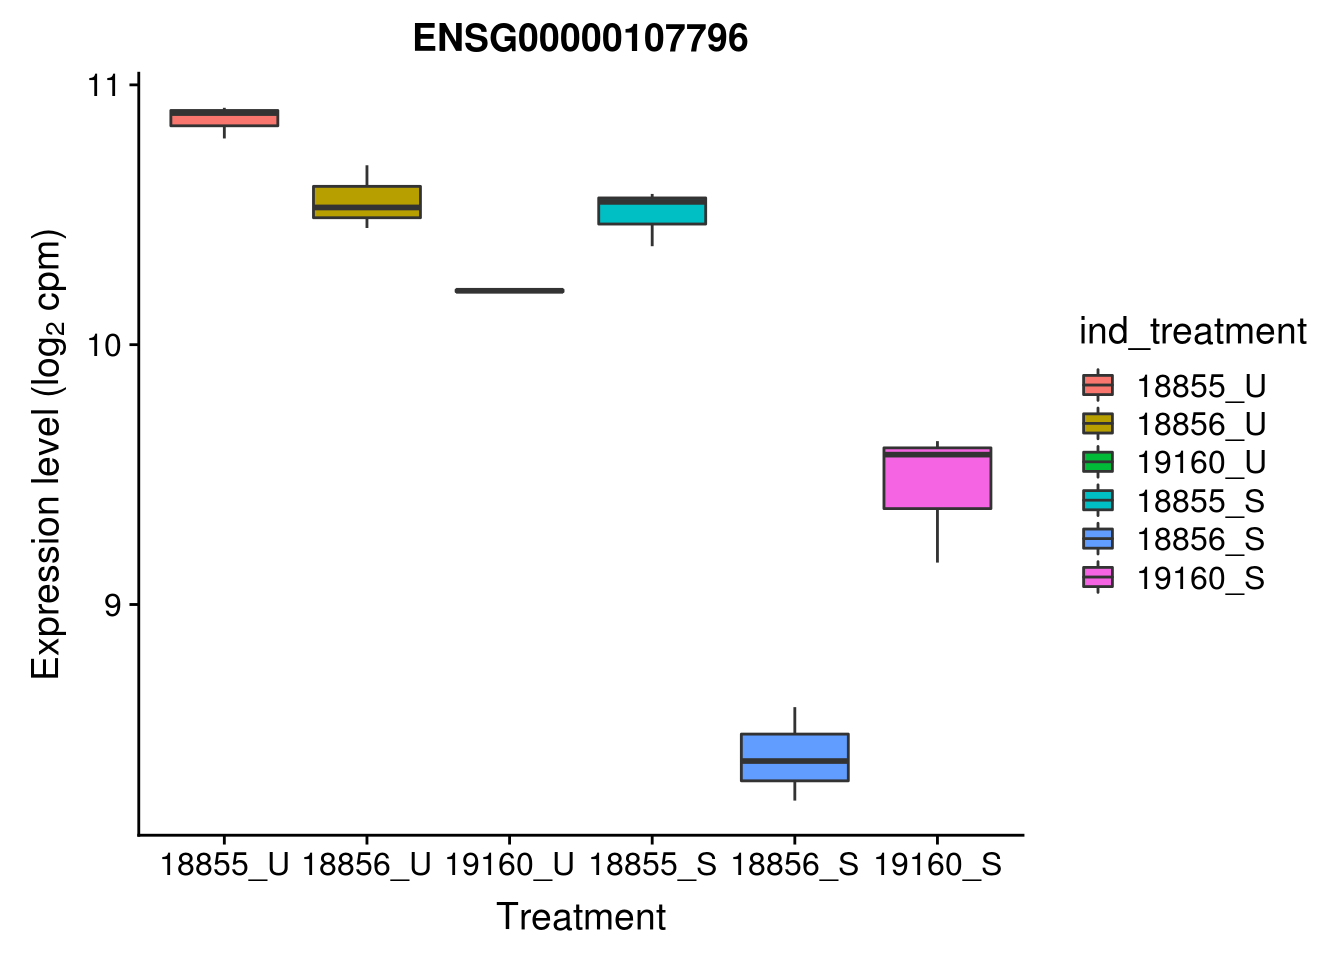 ENSG00000107796
11
10
9
Expression level (log₂ cpm)
18855_U 18856_U 19160_U 18855_S 18856_S 19160_S
Treatment
ind_treatment
18855_U
18856_U
19160_U
18855_S
18856_S
19160_S